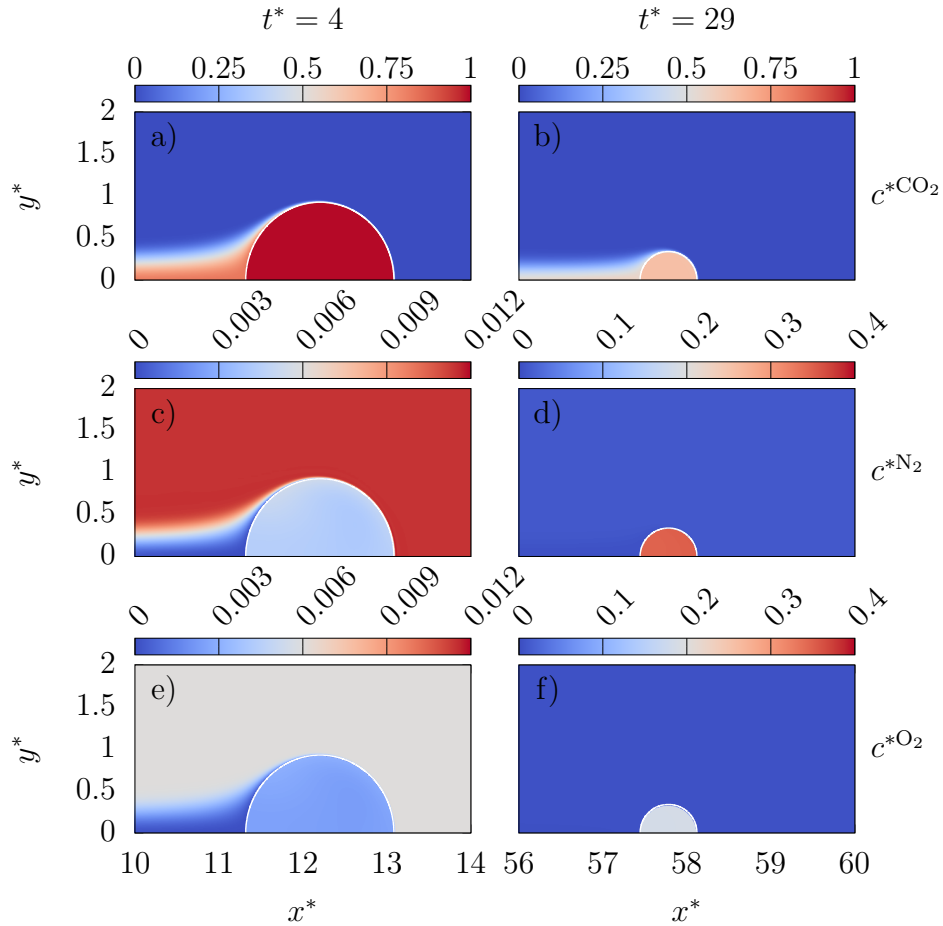 t* = 4 t* = 29
0 0.25 0.5 0.75 1 0 0.25 0.5 0.75 1
2
1.5
1
0.5
0
y*
a) b)
c*CO₂
0 0.003 0.006 0.009 0.012 0 0.1 0.2 0.3 0.4
2
1.5
1
0.5
0
y*
c) d)
c*N₂
0 0.003 0.006 0.009 0.012 0 0.1 0.2 0.3 0.4
2
1.5
1
0.5
0
y*
e) f)
c*O₂
10 11 12 13 14 56 57 58 59 60
x* x*